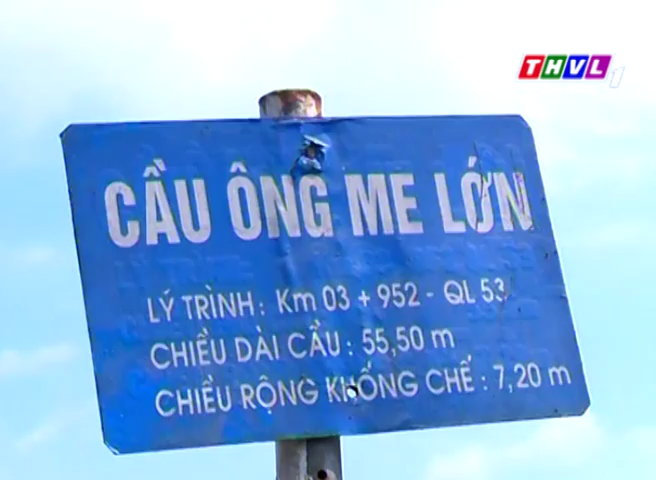 THVL1
CẦU ÔNG ME LỚN
LÝ TRÌNH : Km 03 + 952 - QL 53
CHIỀU DÀI CẦU : 55,50 m
CHIỀU RỘNG KHỐNG CHẾ : 7,20 m